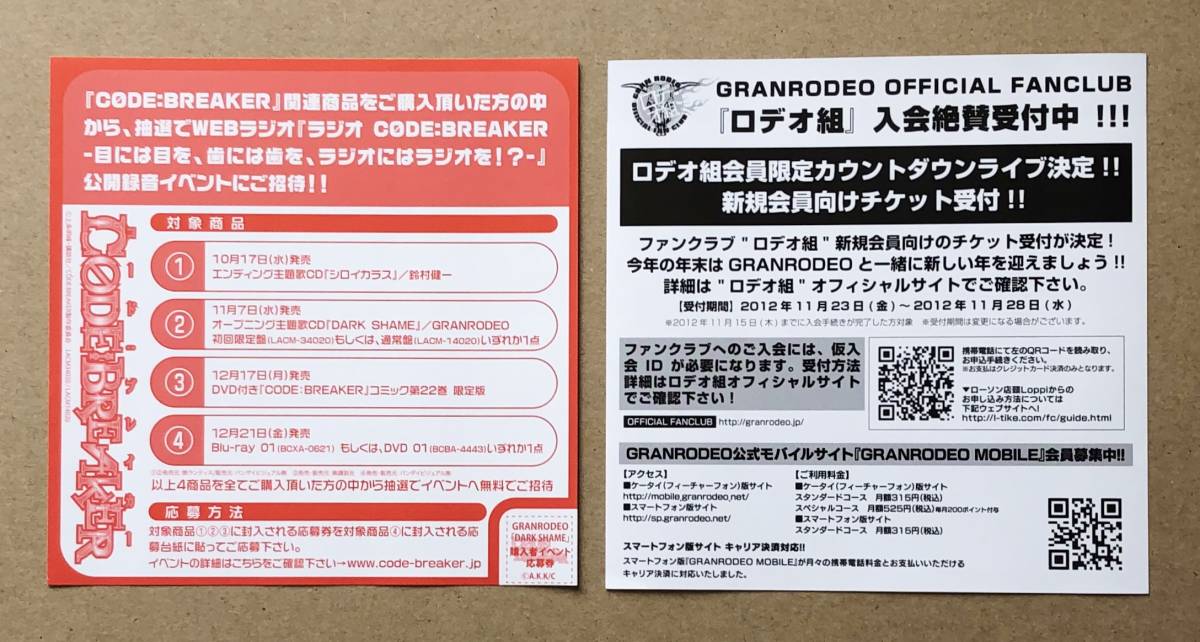 『CØDE:BREAKER』関連商品をご購入頂いた方の中
から、抽選でWEBラジオ『ラジオ CØDE:BREAKER
-目には目を、歯には歯を、ラジオにはラジオを!?-』
公開録音イベントにご招待!!
CØDE:BREAKER
コードブレイカー
対象商品
① 10月17日(水)発売
エンディング主題歌CD「シロイカラス」/鈴村健一
② 11月7日(水)発売
オープニング主題歌CD「DARK SHAME」/GRANRODEO
初回限定盤(LACM-34020)もしくは、通常盤(LACM-14020)いずれか1点
③ 12月17日(月)発売
DVD付き「CØDE:BREAKER」コミック第22巻 限定版
④ 12月21日(金)発売
Blu-ray 01(BCXA-0621) もしくは、DVD 01(BCBA-4443)いずれか1点
以上4商品を全てご購入頂いた方の中から抽選でイベントへ無料でご招待
応募方法
対象商品①②③に封入される応募券を対象商品④に封入される応
募台紙に貼ってご応募下さい。
イベントの詳細はこちらをご確認下さい→www.code-breaker.jp
GRANRODEO
「DARK SHAME」
購入者イベント
応募券
©A.K.K/C
GRANRODEO OFFICIAL FANCLUB
『ロデオ組』 入会絶賛受付中 !!!
ロデオ組会員限定カウントダウンライブ決定!!
新規会員向けチケット受付!!
ファンクラブ"ロデオ組"新規会員向けのチケット受付が決定!
今年の年末は GRANRODEO と一緒に新しい年を迎えましょう!!
詳細は"ロデオ組"オフィシャルサイトでご確認下さい。
【受付期間】2012年11月23日(金)~2012年11月28日(水)
※2012年11月15日(木)までに入会手続きが完了した方対象 ※受付期間は変更になる場合がございます。
ファンクラブへのご入会には、仮入
会 ID が必要になります。受付方法
詳細はロデオ組オフィシャルサイト
でご確認下さい!
OFFICIAL FANCLUB http://granrodeo.jp/
携帯電話にて左のQRコードを読み取り、
お申込手続きください。
※お支払はクレジットカード決済のみとなります。
▼ローソン店頭Loppiからの
お申し込み方法については
下記ウェブサイトへ!
http://l-tike.com/fc/guide.html
GRANRODEO公式モバイルサイト『GRANRODEO MOBILE』会員募集中!!
【アクセス】
■ケータイ(フィーチャーフォン)版サイト
http://mobile.granrodeo.net/
■スマートフォン版サイト
http://sp.granrodeo.net/
【ご利用料金】
■ケータイ(フィーチャーフォン)版サイト
スタンダードコース 月額315円(税込)
スペシャルコース 月額525円(税込)毎月200ポイント付与
■スマートフォン版サイト
スタンダードコース 月額315円(税込)
スマートフォン版サイト キャリア決済対応!!
スマートフォン版『GRANRODEO MOBILE』が月々の携帯電話料金とお支払いいただける
キャリア決済に対応いたしました。